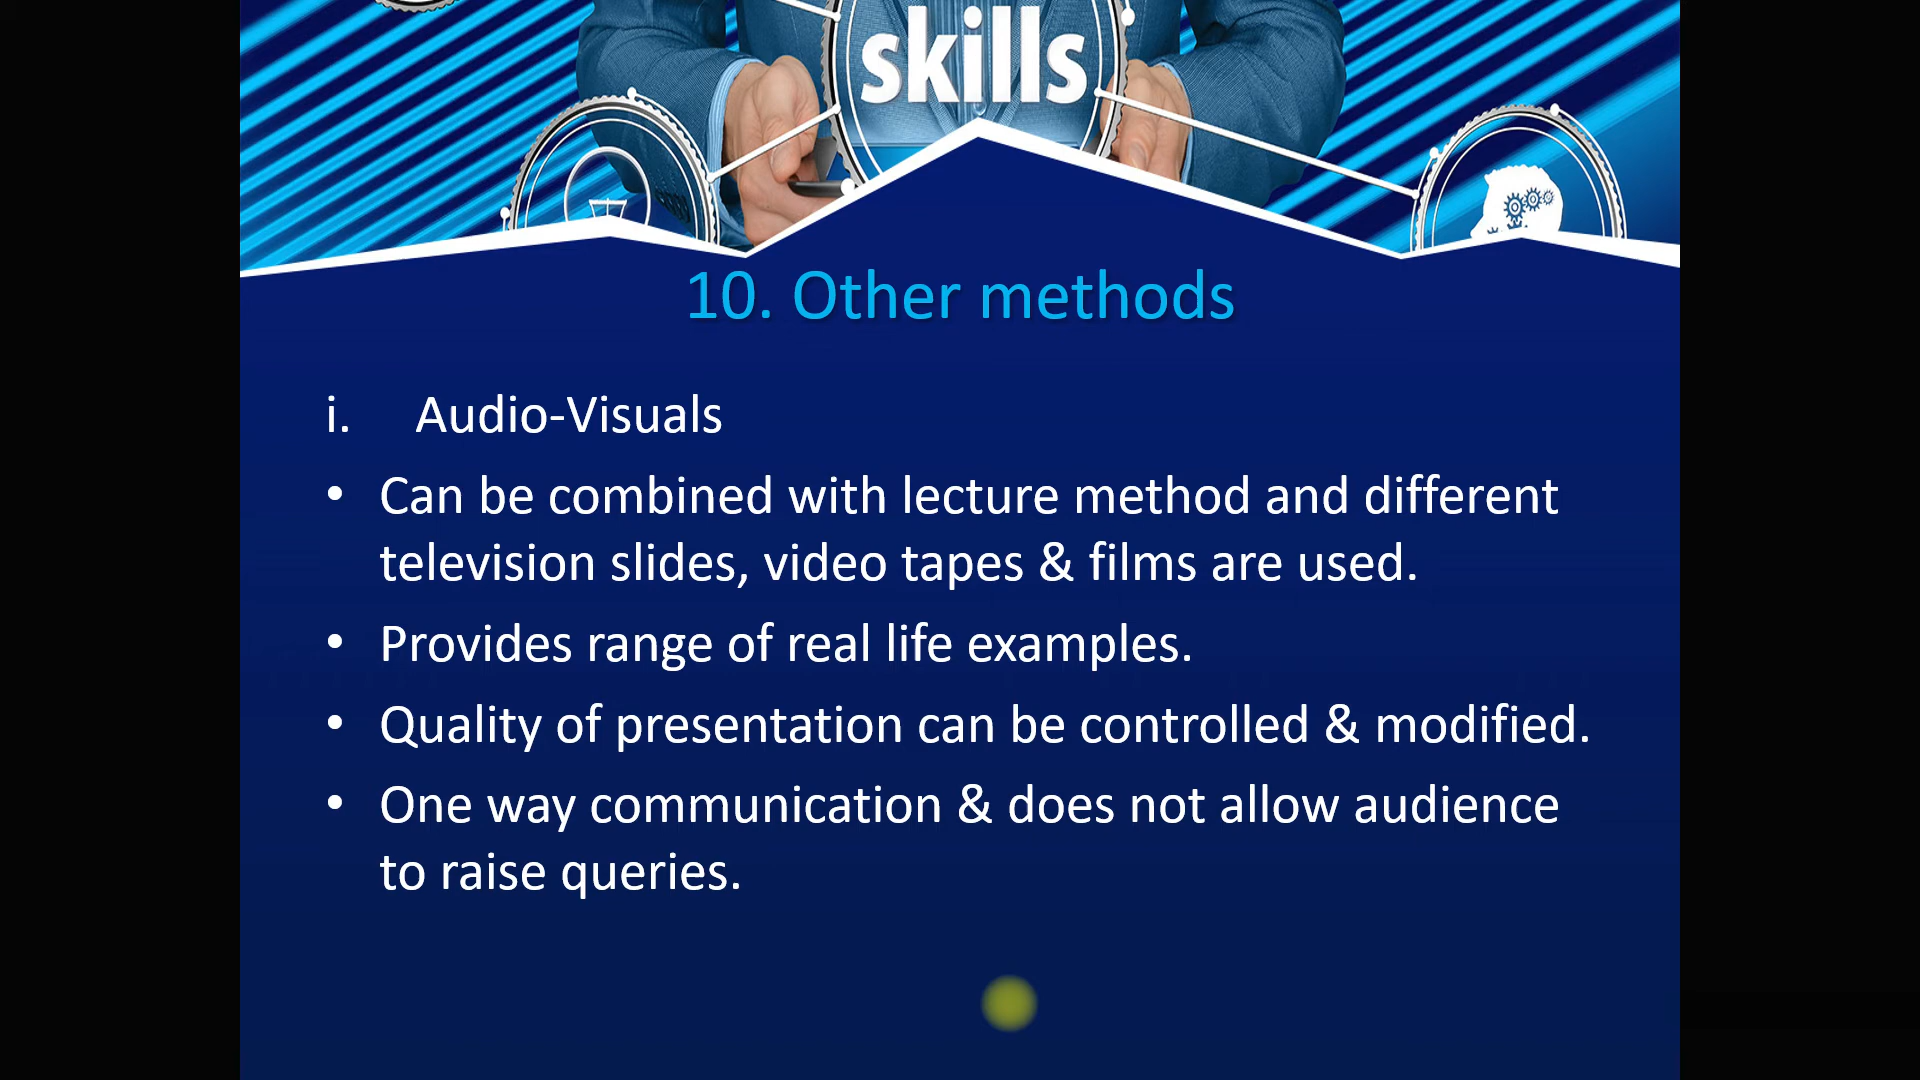 skills
10. Other methods
i. Audio-Visuals
• Can be combined with lecture method and different
television slides, video tapes & films are used.
• Provides range of real life examples.
• Quality of presentation can be controlled & modified.
• One way communication & does not allow audience
to raise queries.